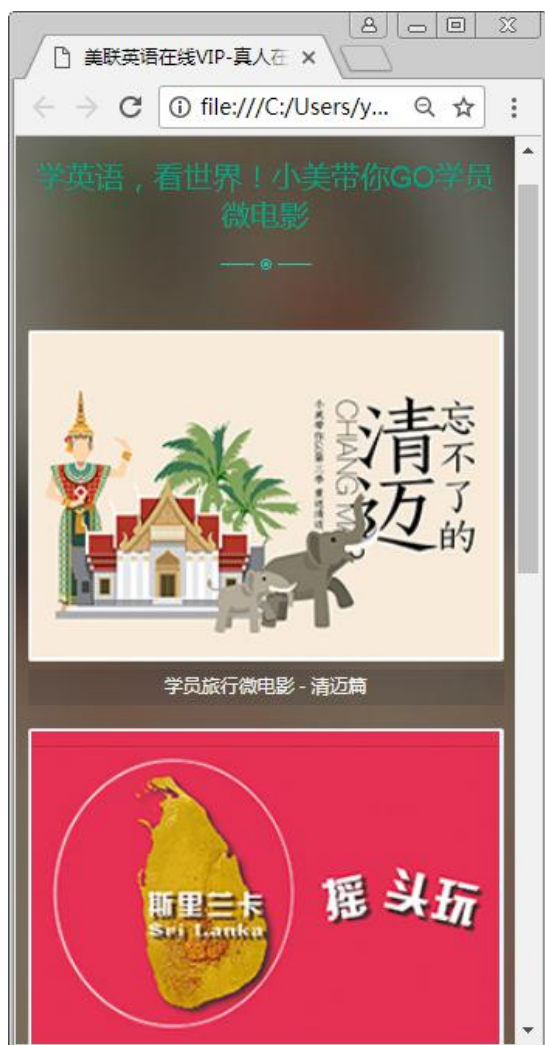 美联英语在线VIP-真人在
file:///C:/Users/y...
学英语，看世界！小美带你GO学员
微电影
忘不了的
清迈
CHIANG M
学员旅行微电影 - 清迈篇
斯里兰卡
Sri Lanka
摇头玩